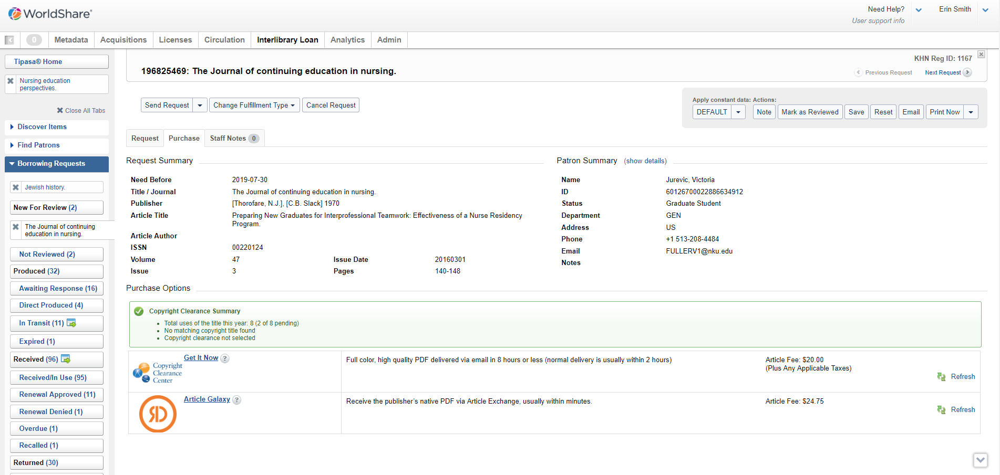 WorldShare®
Need Help?
Erin Smith
User support info
0
Metadata
Acquisitions
Licenses
Circulation
Interlibrary Loan
Analytics
Admin
Tipasa® Home
Nursing education
perspectives.
Close All Tabs
Discover Items
Find Patrons
Borrowing Requests
Jewish history.
New For Review (2)
The Journal of continuing
education in nursing.
Not Reviewed (2)
Produced (32)
Awaiting Response (16)
Direct Produced (4)
In Transit (11)
Expired (1)
Received (96)
Received/In Use (95)
Renewal Approved (11)
Renewal Denied (1)
Overdue (1)
Recalled (1)
Returned (30)
KHN Reg ID: 1167
196825469: The Journal of continuing education in nursing.
Previous Request
Next Request
Send Request
Change Fulfillment Type
Cancel Request
Apply constant data: Actions:
DEFAULT
Note
Mark as Reviewed
Save
Reset
Email
Print Now
Request
Purchase
Staff Notes 0
Request Summary
Need Before 2019-07-30
Title / Journal The Journal of continuing education in nursing.
Publisher [Thorofare, N.J.], [C.B. Slack] 1970
Article Title Preparing New Graduates for Interprofessional Teamwork: Effectiveness of a Nurse Residency
Program.
Article Author
ISSN 00220124
Volume 47 Issue Date 20160301
Issue 3 Pages 140-148
Patron Summary (show details)
Name Jurevic, Victoria
ID 60126700022886634912
Status Graduate Student
Department GEN
Address US
Phone +1 513-208-4484
Email FULLERV1@nku.edu
Notes
Purchase Options
Copyright Clearance Summary
Total uses of the title this year: 8 (2 of 8 pending)
No matching copyright title found
Copyright clearance not selected
Copyright
Clearance
Center
Get It Now ?
Full color, high quality PDF delivered via email in 8 hours or less (normal delivery is usually within 2 hours)
Article Fee: $20.00
(Plus Any Applicable Taxes)
Refresh
Article Galaxy ?
Receive the publisher's native PDF via Article Exchange, usually within minutes.
Article Fee: $24.75
Refresh